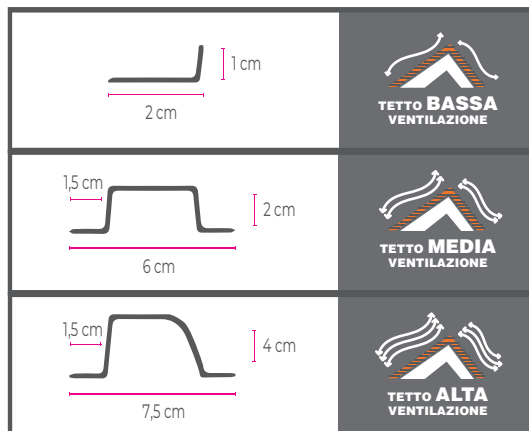 1 cm
2 cm
TETTO BASSA
VENTILAZIONE
1,5 cm
2 cm
6 cm
TETTO MEDIA
VENTILAZIONE
1,5 cm
4 cm
7,5 cm
TETTO ALTA
VENTILAZIONE